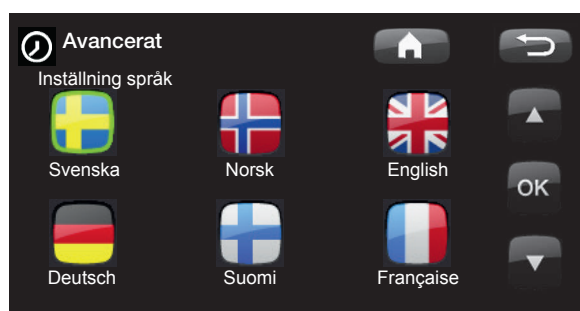 Avancerat
Inställning språk
Svenska Norsk English
OK
Deutsch Suomi Française